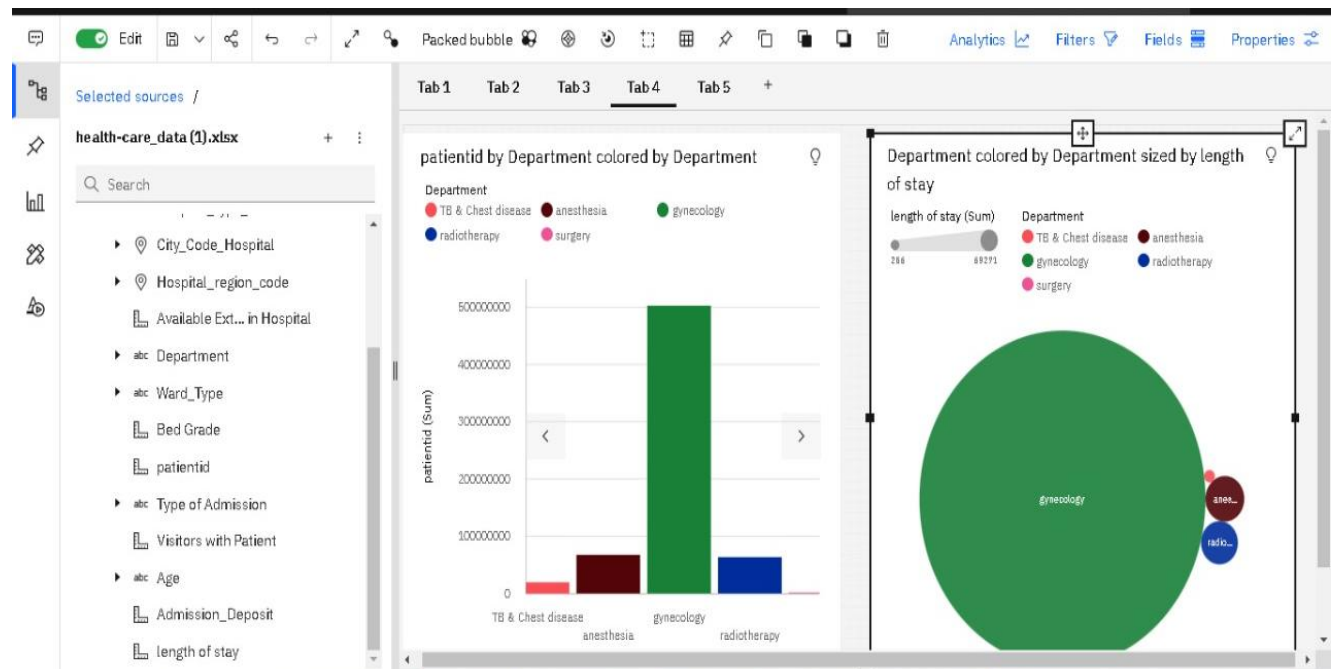 Edit
Packed bubble
Analytics
Filters
Fields
Properties
Selected sources /
health-care_data (1).xlsx
Search
City_Code_Hospital
Hospital_region_code
Available Ext... in Hospital
abc Department
abc Ward_Type
Bed Grade
patientid
abc Type of Admission
Visitors with Patient
abc Age
Admission_Deposit
length of stay
Tab 1 Tab 2 Tab 3 Tab 4 Tab 5 +
patientid by Department colored by Department
Department
TB & Chest disease anesthesia gynecology
radiotherapy surgery
patientid (Sum)
500000000
400000000
300000000
200000000
100000000
0
TB & Chest disease gynecology
anesthesia radiotherapy
Department colored by Department sized by length
of stay
length of stay (Sum) Department
TB & Chest disease anesthesia
gynecology radiotherapy
surgery
gynecology
anee...
radio...